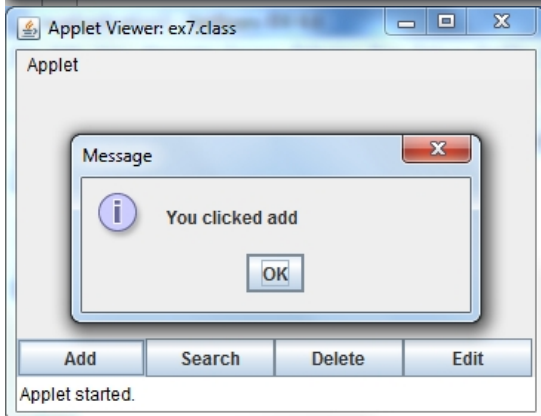 Applet Viewer: ex7.class
Applet
Message
You clicked add
OK
Add Search Delete Edit
Applet started.